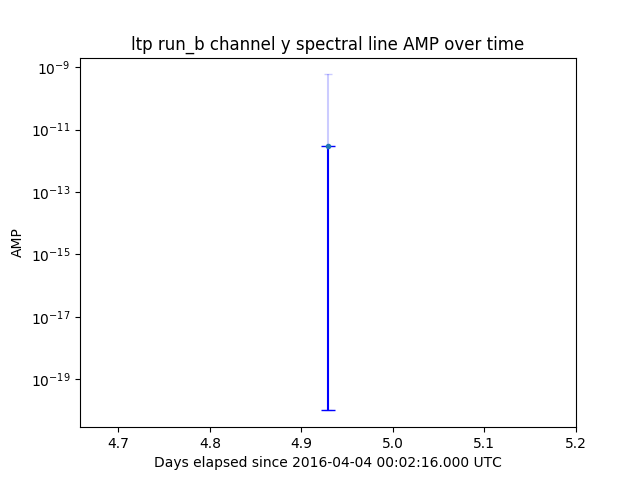 ltp run_b channel y spectral line AMP over time
AMP
10⁻⁹
10⁻¹¹
10⁻¹³
10⁻¹⁵
10⁻¹⁷
10⁻¹⁹
4.7 4.8 4.9 5.0 5.1 5.2
Days elapsed since 2016-04-04 00:02:16.000 UTC